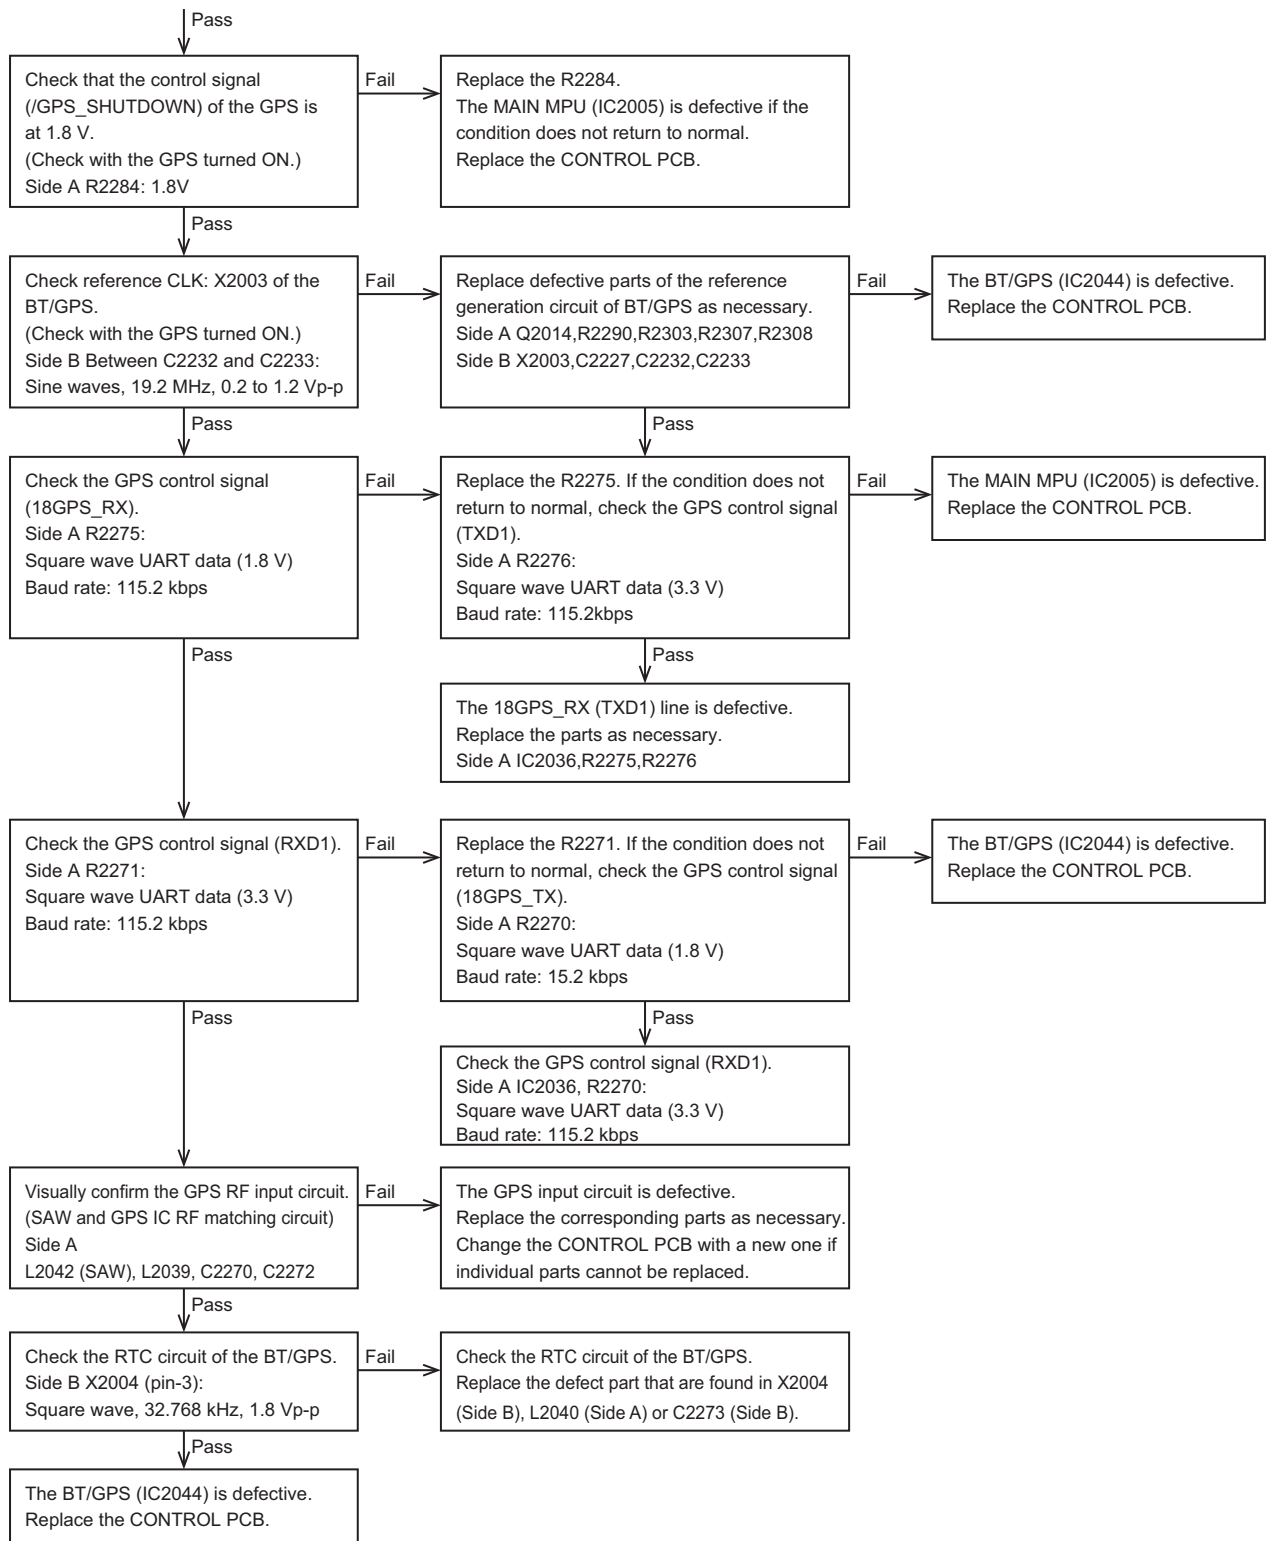 Pass
Check that the control signal
(/GPS_SHUTDOWN) of the GPS is
at 1.8 V.
(Check with the GPS turned ON.)
Side A R2284: 1.8V
Fail
Replace the R2284.
The MAIN MPU (IC2005) is defective if the
condition does not return to normal.
Replace the CONTROL PCB.
Pass
Check reference CLK: X2003 of the
BT/GPS.
(Check with the GPS turned ON.)
Side B Between C2232 and C2233:
Sine waves, 19.2 MHz, 0.2 to 1.2 Vp-p
Fail
Replace defective parts of the reference
generation circuit of BT/GPS as necessary.
Side A Q2014,R2290,R2303,R2307,R2308
Side B X2003,C2227,C2232,C2233
Fail
The BT/GPS (IC2044) is defective.
Replace the CONTROL PCB.
Pass
Pass
Check the GPS control signal
(18GPS_RX).
Side A R2275:
Square wave UART data (1.8 V)
Baud rate: 115.2 kbps
Fail
Replace the R2275. If the condition does not
return to normal, check the GPS control signal
(TXD1).
Side A R2276:
Square wave UART data (3.3 V)
Baud rate: 115.2kbps
Fail
The MAIN MPU (IC2005) is defective.
Replace the CONTROL PCB.
Pass
Pass
The 18GPS_RX (TXD1) line is defective.
Replace the parts as necessary.
Side A IC2036,R2275,R2276
Check the GPS control signal (RXD1).
Side A R2271:
Square wave UART data (3.3 V)
Baud rate: 115.2 kbps
Fail
Replace the R2271. If the condition does not
return to normal, check the GPS control signal
(18GPS_TX).
Side A R2270:
Square wave UART data (1.8 V)
Baud rate: 15.2 kbps
Fail
The BT/GPS (IC2044) is defective.
Replace the CONTROL PCB.
Pass
Pass
Check the GPS control signal (RXD1).
Side A IC2036, R2270:
Square wave UART data (3.3 V)
Baud rate: 115.2 kbps
Visually confirm the GPS RF input circuit.
(SAW and GPS IC RF matching circuit)
Side A
L2042 (SAW), L2039, C2270, C2272
Fail
The GPS input circuit is defective.
Replace the corresponding parts as necessary.
Change the CONTROL PCB with a new one if
individual parts cannot be replaced.
Pass
Check the RTC circuit of the BT/GPS.
Side B X2004 (pin-3):
Square wave, 32.768 kHz, 1.8 Vp-p
Fail
Check the RTC circuit of the BT/GPS.
Replace the defect part that are found in X2004
(Side B), L2040 (Side A) or C2273 (Side B).
Pass
The BT/GPS (IC2044) is defective.
Replace the CONTROL PCB.